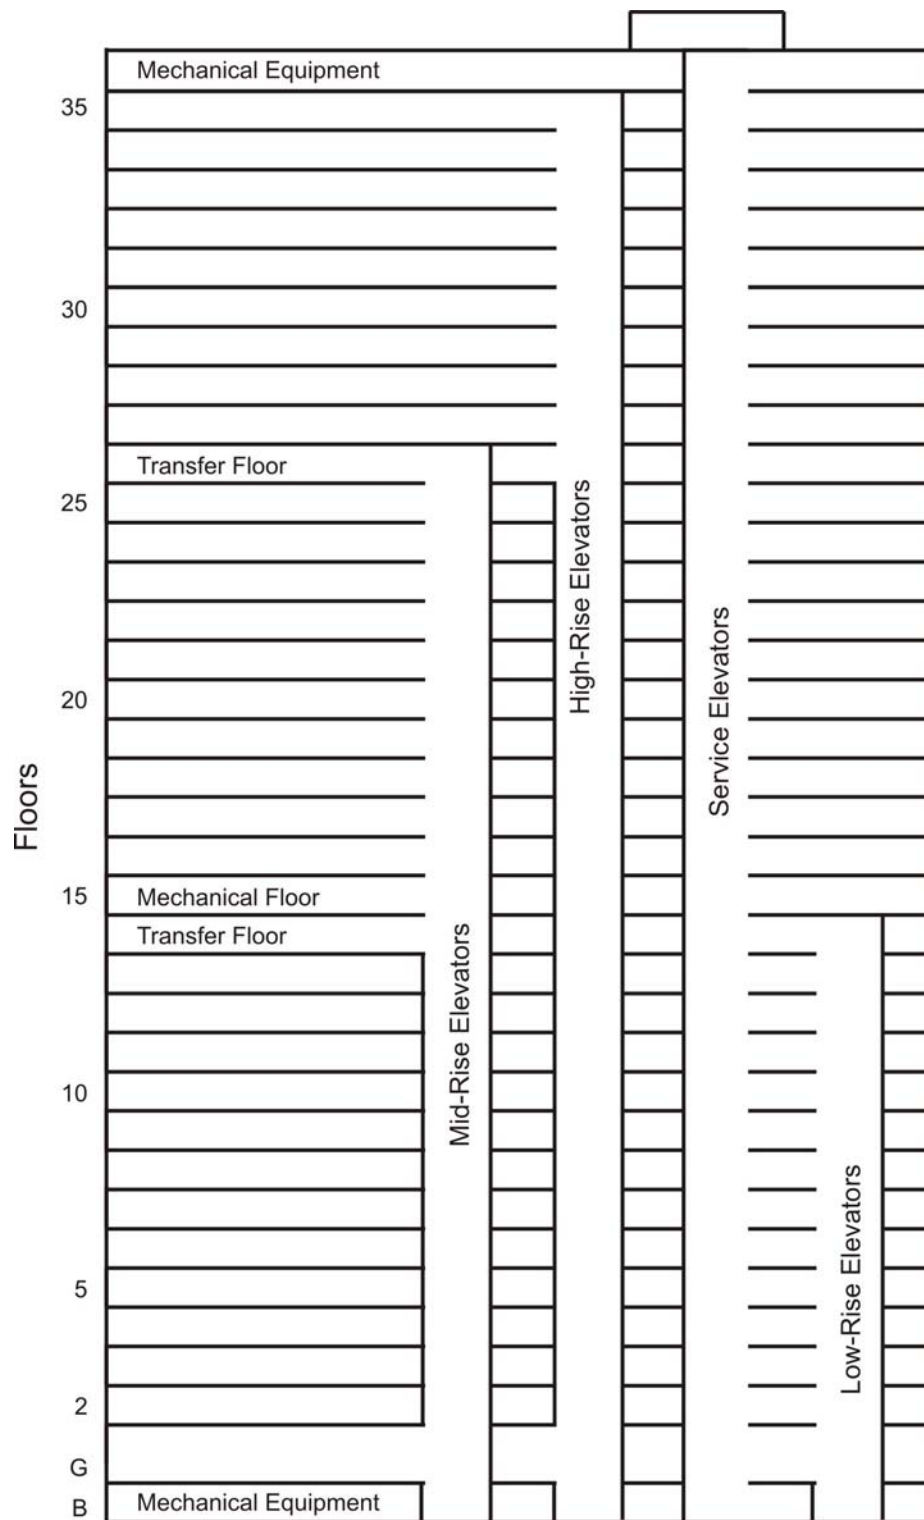 Mechanical Equipment
35
30
Transfer Floor
25
High-Rise Elevators
20
Service Elevators
Floors
15
Mechanical Floor
Transfer Floor
Mid-Rise Elevators
10
Low-Rise Elevators
5
2
G
B
Mechanical Equipment